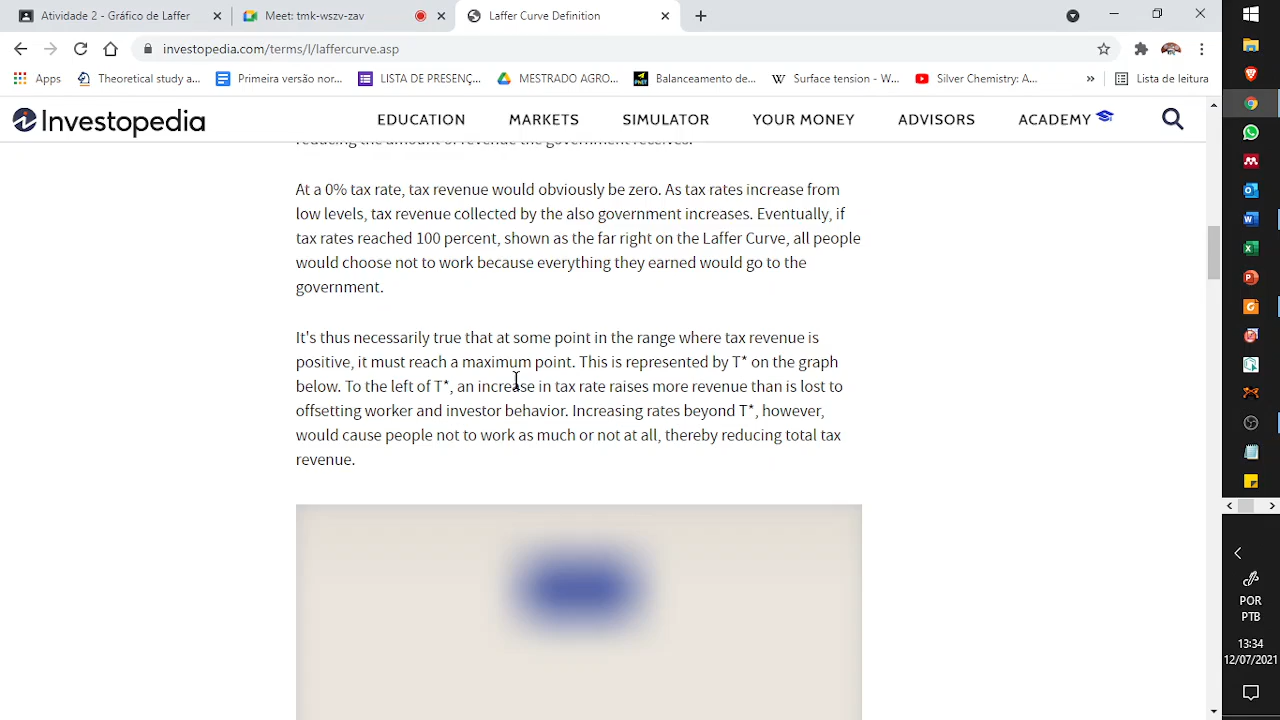 Atividade 2 - Gráfico de Laffer
Meet: tmk-wszv-zav
Laffer Curve Definition
investopedia.com/terms/l/laffercurve.asp
Apps
Theoretical study a...
Primeira versão nor...
LISTA DE PRESENÇ...
MESTRADO AGRO...
Balanceamento de...
Surface tension - W...
Silver Chemistry: A...
»
Lista de leitura
Investopedia
EDUCATION
MARKETS
SIMULATOR
YOUR MONEY
ADVISORS
ACADEMY
reducing the amount of revenue the government receives.
At a 0% tax rate, tax revenue would obviously be zero. As tax rates increase from
low levels, tax revenue collected by the also government increases. Eventually, if
tax rates reached 100 percent, shown as the far right on the Laffer Curve, all people
would choose not to work because everything they earned would go to the
government.
It's thus necessarily true that at some point in the range where tax revenue is
positive, it must reach a maximum point. This is represented by T* on the graph
below. To the left of T*, an increase in tax rate raises more revenue than is lost to
offsetting worker and investor behavior. Increasing rates beyond T*, however,
would cause people not to work as much or not at all, thereby reducing total tax
revenue.
POR
PTB
13:34
12/07/2021